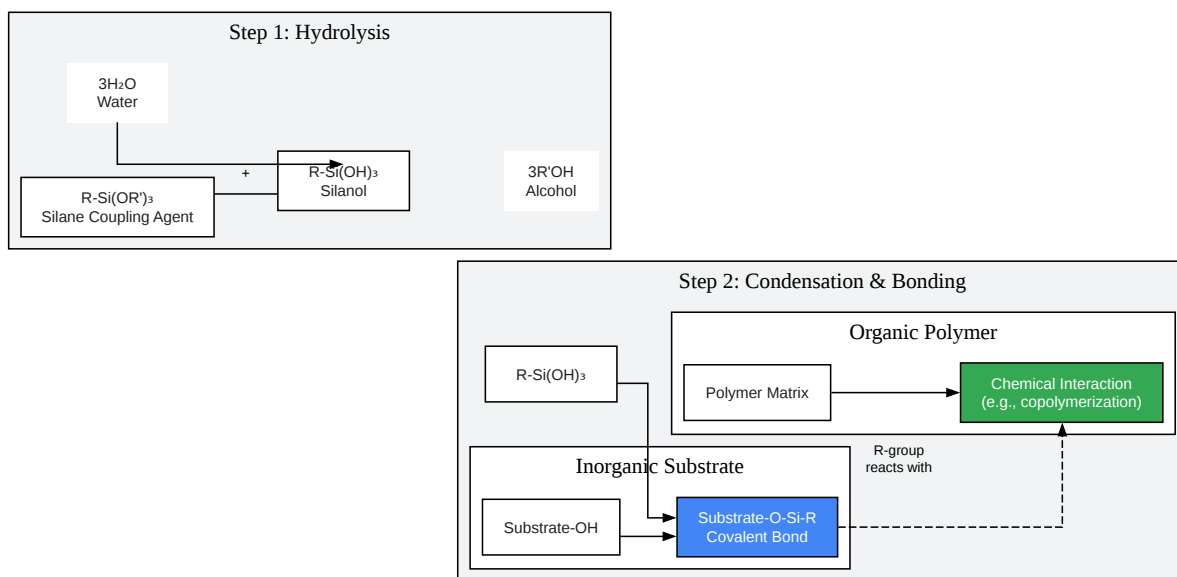 Step 1: Hydrolysis
3H₂O
Water
+
R-Si(OH)₃
Silanol
3R'OH
Alcohol
R-Si(OR')₃
Silane Coupling Agent
Step 2: Condensation & Bonding
Organic Polymer
R-Si(OH)₃
Polymer Matrix
Chemical Interaction
(e.g., copolymerization)
R-group
reacts with
Inorganic Substrate
Substrate-OH
Substrate-O-Si-R
Covalent Bond